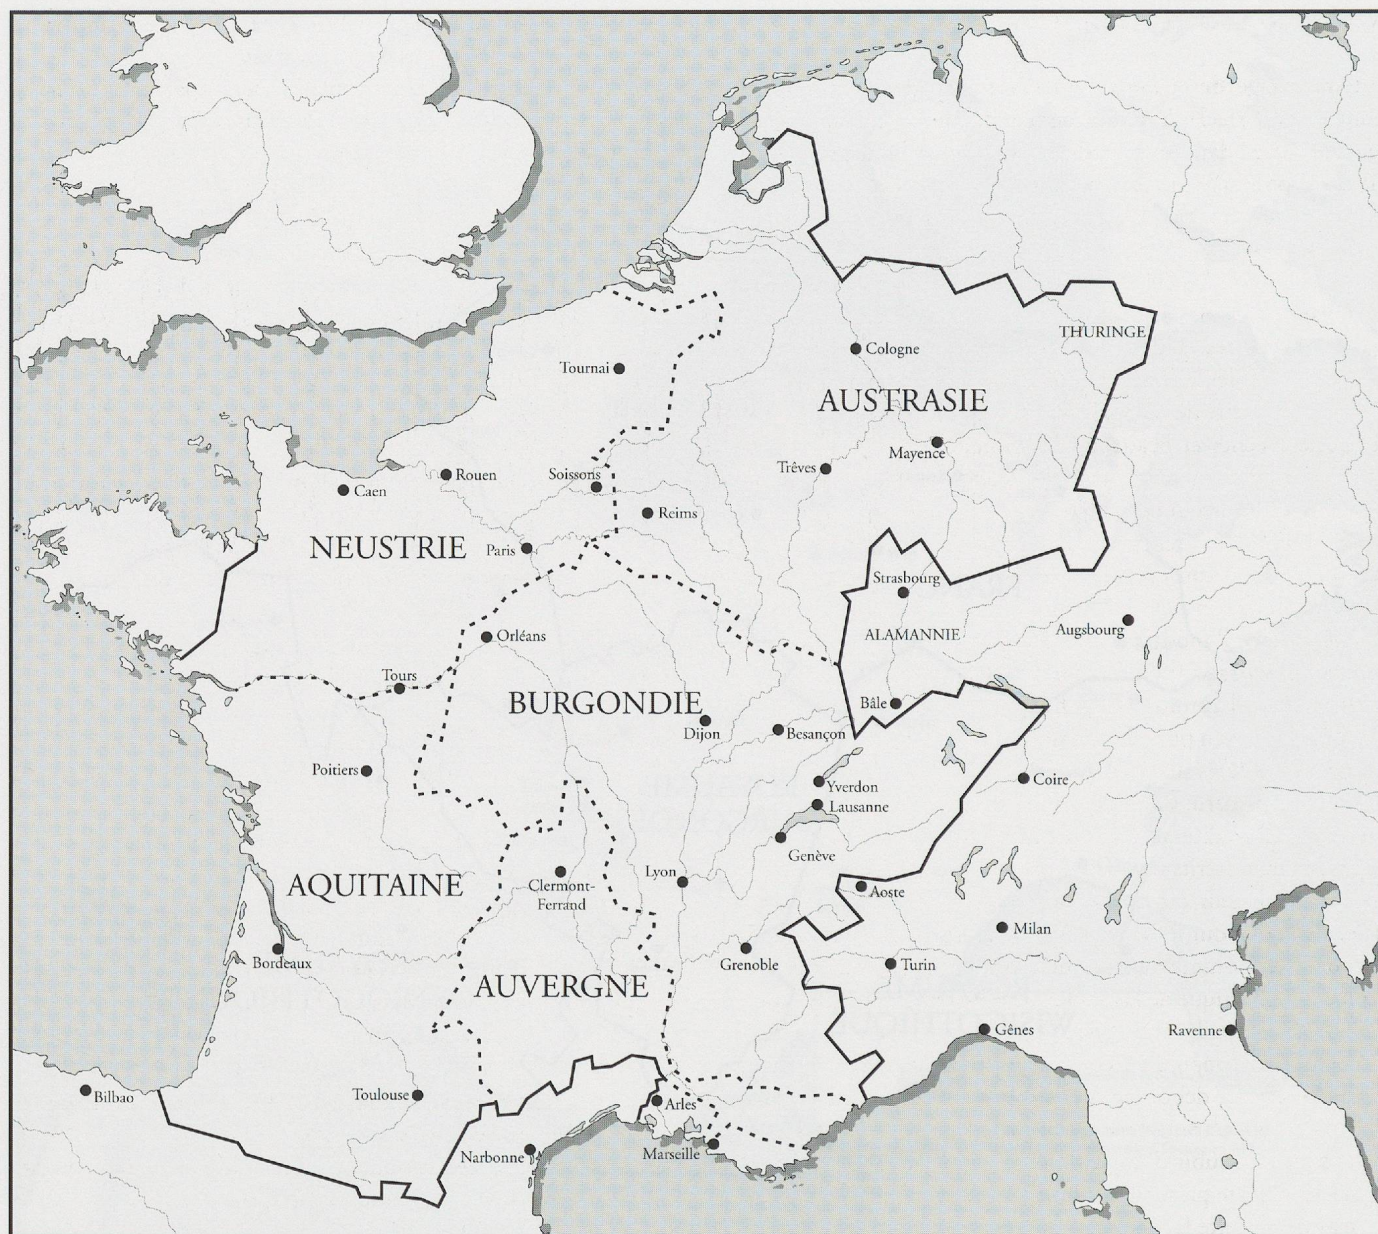 THURINGE
Cologne
Tournai
AUSTRASIE
Mayence
Trêves
Rouen
Soissons
Caen
Reims
NEUSTRIE
Paris
Strasbourg
ALAMANNIE
Augsbourg
Orléans
Tours
BURGONDIE
Bâle
Dijon
Besançon
Poitiers
Yverdon
Coire
Lausanne
Genève
AQUITAINE
Lyon
Clermont-
Ferrand
Aoste
Milan
Bordeaux
Grenoble
Turin
AUVERGNE
Gênes
Ravenne
Bilbao
Toulouse
Arles
Narbonne
Marseille